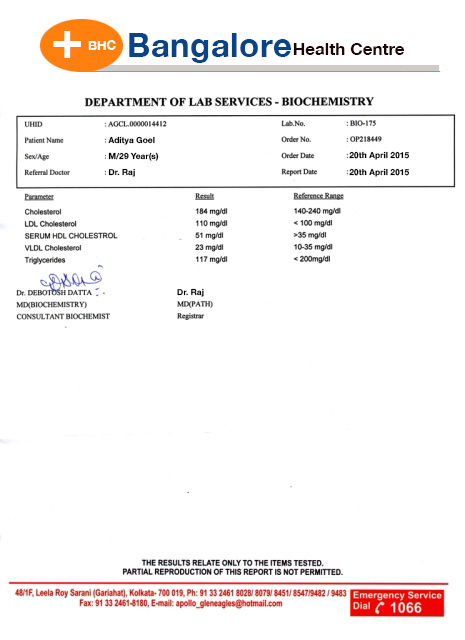 BHC Bangalore Health Centre
DEPARTMENT OF LAB SERVICES - BIOCHEMISTRY
UHID : AGCL.0000014412 Lab.No. : BIO-175
Patient Name : Aditya Goel Order No. : OP218449
Sex/Age : M/29 Year(s) Order Date : 20th April 2015
Referral Doctor : Dr. Raj Report Date : 20th April 2015
Parameter Result Reference Range
Cholesterol 184 mg/dl 140-240 mg/dl
LDL Cholesterol 110 mg/dl < 100 mg/dl
SERUM HDL CHOLESTROL 51 mg/dl >35 mg/dl
VLDL Cholesterol 23 mg/dl 10-35 mg/dl
Triglycerides 117 mg/dl < 200mg/dl
Dr. DEBOTOSH DATTA Dr. Raj
MD(BIOCHEMISTRY) MD(PATH)
CONSULTANT BIOCHEMIST Registrar
THE RESULTS RELATE ONLY TO THE ITEMS TESTED.
PARTIAL REPRODUCTION OF THIS REPORT IS NOT PERMITTED.
48/1F, Leela Roy Sarani (Gariahat), Kolkata- 700 019, Ph: 91 33 2461 8028/ 8079/ 8451/ 8547/9482 / 9483
Fax: 91 33 2461-8180, E-mail: apollo_gleneagles@hotmail.com
Emergency Service
Dial 1066